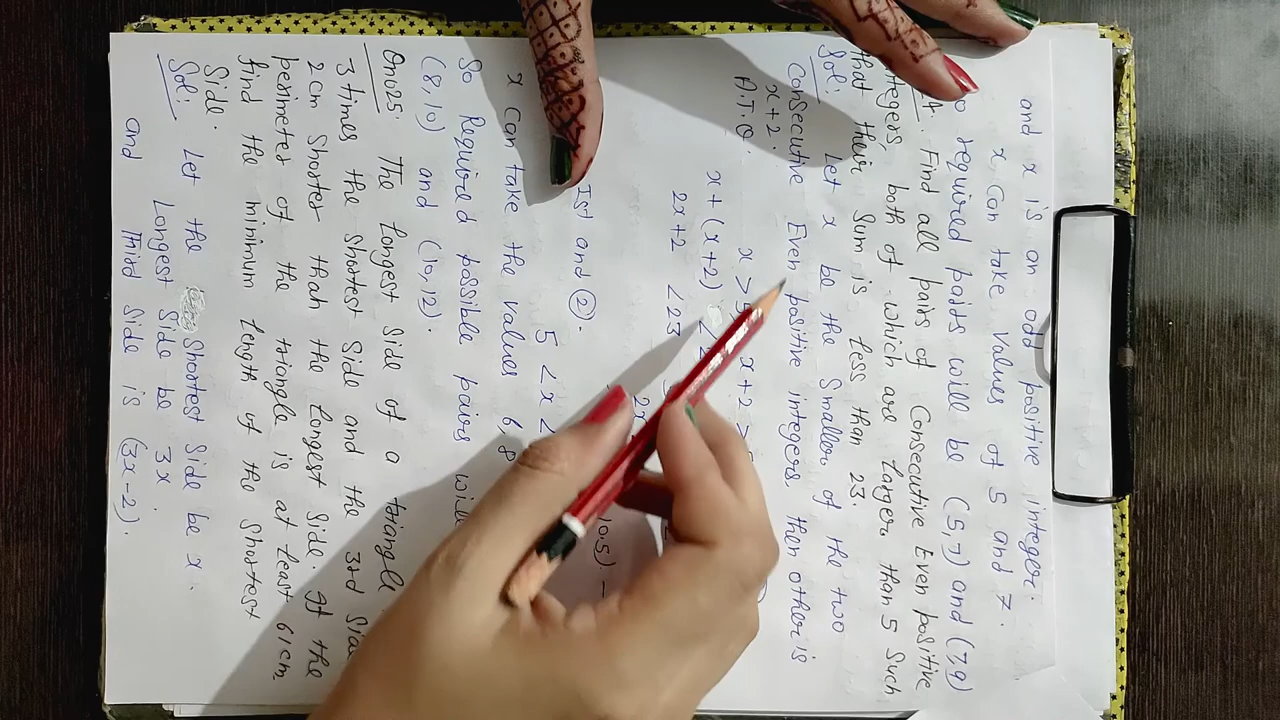 and x is an odd positive integer.
x Can take Values of 5 and 7.
required pairs will be (5,7) and (7,9)
4. Find all pairs of Consecutive Even positive
integers, both of which are larger than 5 Such
that their Sum is less than 23.
Sol: Let x be the Smaller of the two
Consecutive Even positive integers, then other is
x+2.
A.T.Q. x > 5 x+2 >
x+(x+2) <
2x+2 < 23
2x
10.5) -
Ist and ②.
5 < x <
x Can take the Values 6, 8
So Required possible pairs will
(8,10) and (10,12).
Qno25: The Longest Side of a triangle
3 times the Shortest Side and the 3rd Side
2cm Shorter than the Longest Side. If the
perimeter of the triangle is at least 61cm
find the minimum length of the Shortest
Side.
Sol: Let the Shortest Side be x.
Longest Side be 3x.
and Third Side is (3x-2).